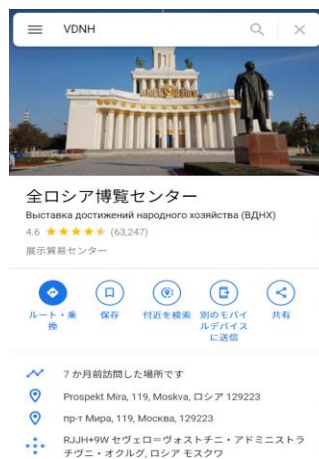 VDNH
全ロシア博覧センター
Выставка достижений народного хозяйства (ВДНХ)
4.6 ★★★★★ (63,247)
展示貿易センター
ルート・乗
換
保存
付近を検索
別のモバイ
ルデバイス
に送信
共有
7 か月前訪問した場所です
Prospekt Mira, 119, Moskva, ロシア 129223
пр-т Мира, 119, Москва, 129223
RJJH+9W セヴェロ=ヴォストチニ・アドミニストラ
チヴニ・オクルグ, ロシア モスクワ